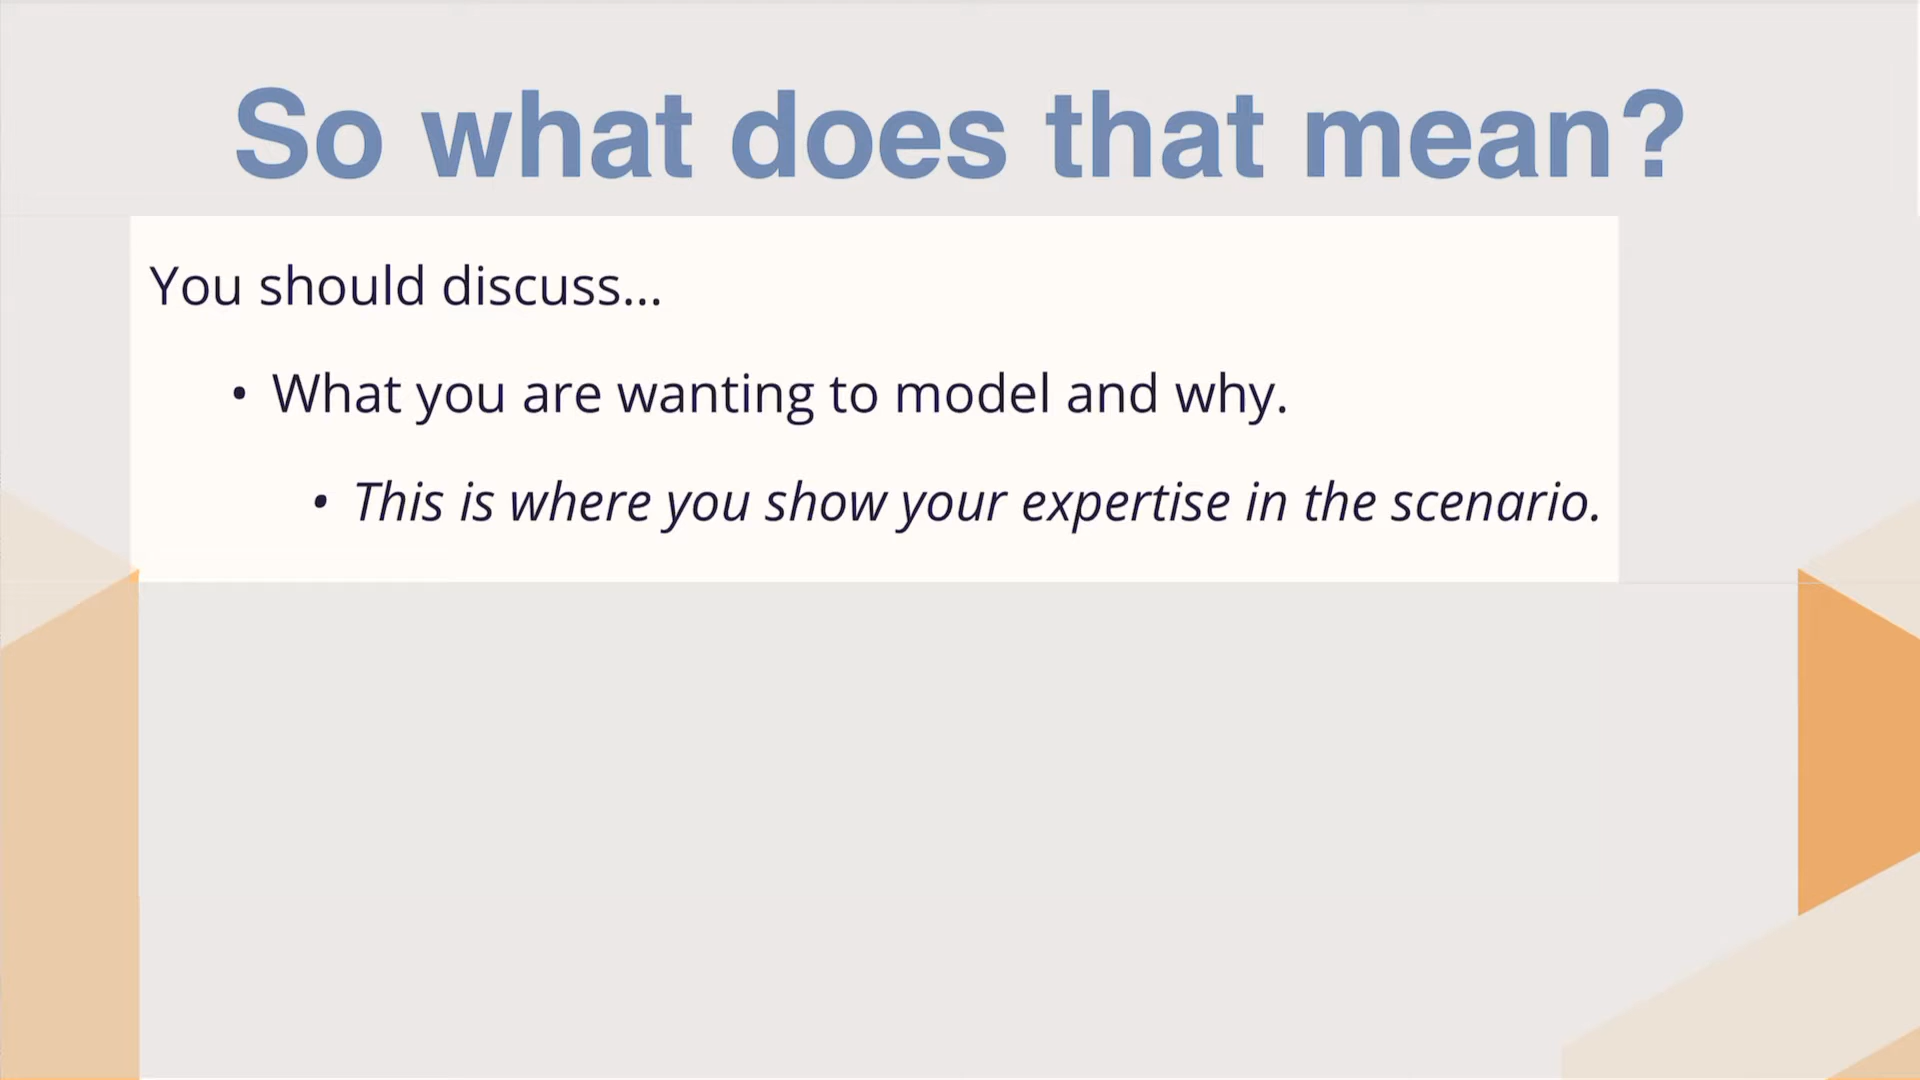 So what does that mean?
You should discuss...
• What you are wanting to model and why.
• This is where you show your expertise in the scenario.